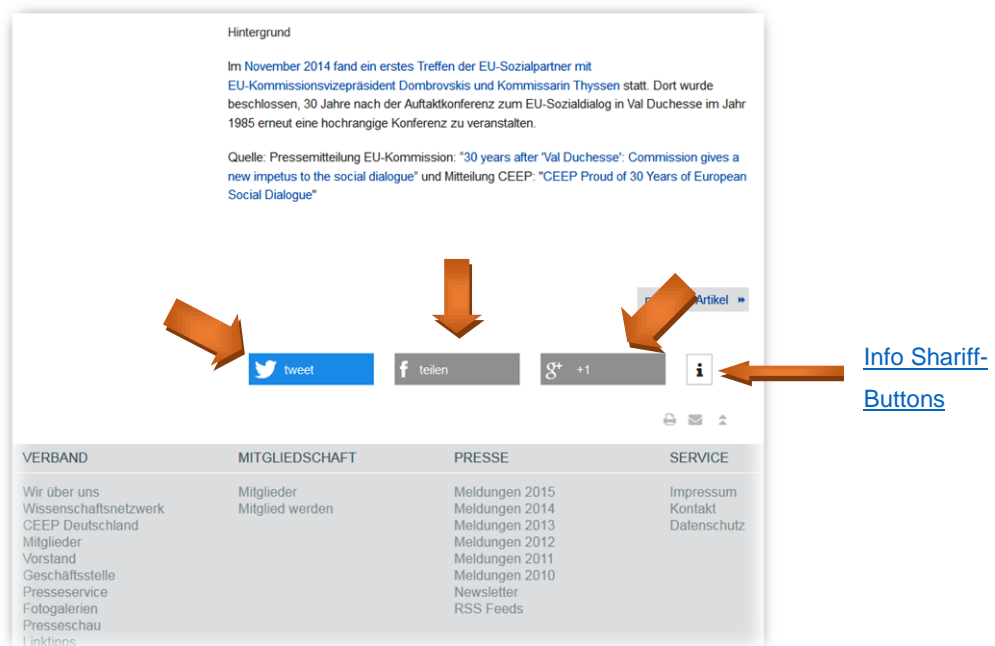 Hintergrund
Im November 2014 fand ein erstes Treffen der EU-Sozialpartner mit
EU-Kommissionsvizepräsident Dombrovskis und Kommissarin Thyssen statt. Dort wurde
beschlossen, 30 Jahre nach der Auftaktkonferenz zum EU-Sozialdialog in Val Duchesse im Jahr
1985 erneut eine hochrangige Konferenz zu veranstalten.
Quelle: Pressemitteilung EU-Kommission: "30 years after 'Val Duchesse': Commission gives a
new impetus to the social dialogue" und Mitteilung CEEP: "CEEP Proud of 30 Years of European
Social Dialogue"
Artikel
tweet
f teilen
g+ +1
i
Info Shariff-
Buttons
VERBAND MITGLIEDSCHAFT PRESSE SERVICE
Wir über uns Mitglieder Meldungen 2015 Impressum
Wissenschaftsnetzwerk Mitglied werden Meldungen 2014 Kontakt
CEEP Deutschland Meldungen 2013 Datenschutz
Mitglieder Meldungen 2012
Vorstand Meldungen 2011
Geschäftsstelle Meldungen 2010
Presseservice Newsletter
Fotogalerien RSS Feeds
Presseschau
Linktipps